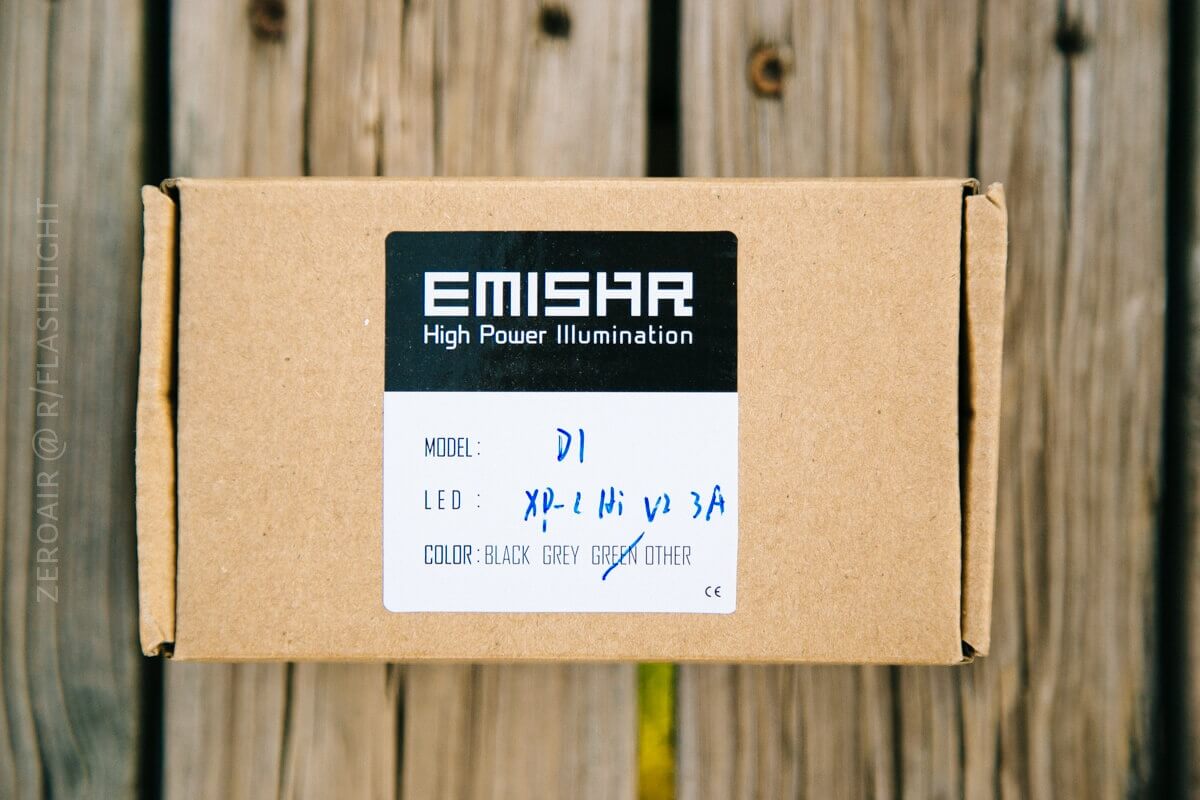 EMISAR
High Power Illumination
MODEL: D1
LED : XP-L Hi V2 3A
COLOR: BLACK GREY GREEN OTHER
CE
ZEROAIR @ R/FLASHLIGHT